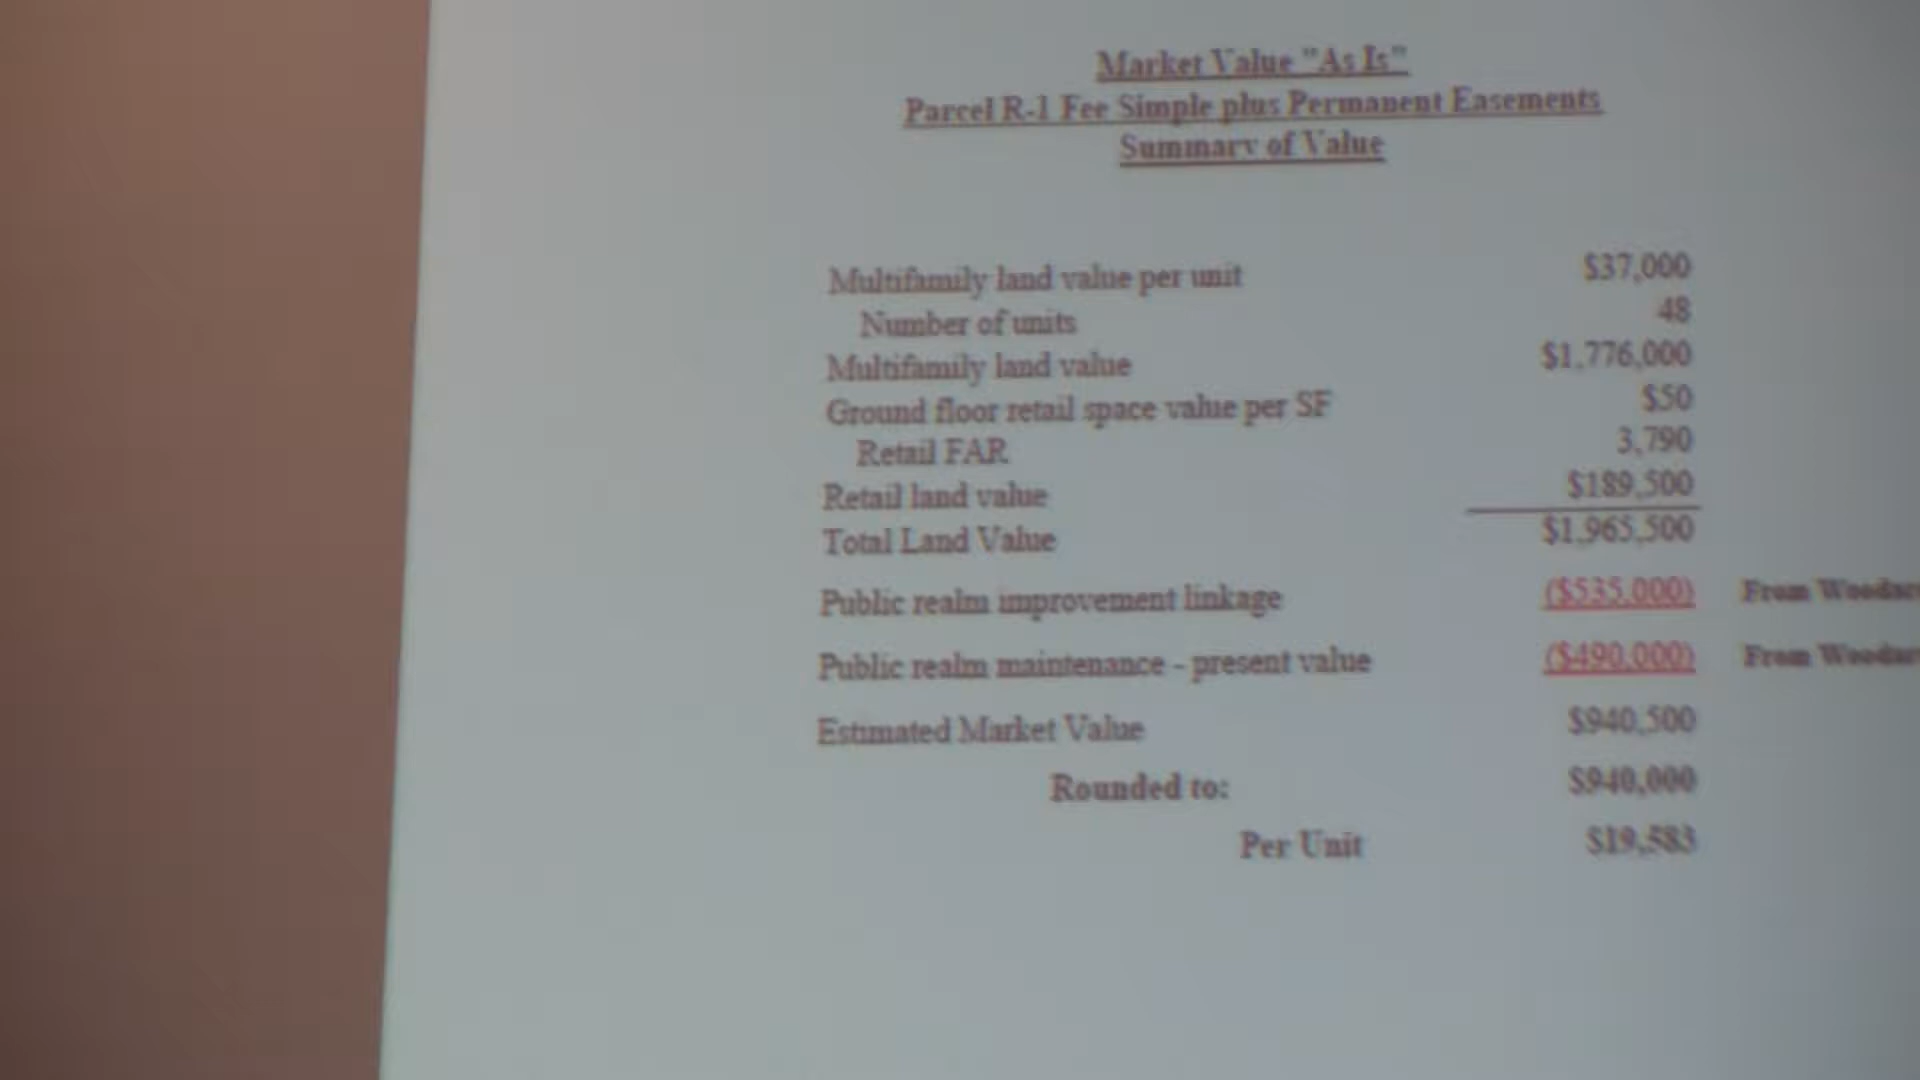 Market Value "As Is"
Parcel R-1 Fee Simple plus Permanent Easements
Summary of Value
Multifamily land value per unit $37,000
Number of units 48
Multifamily land value $1,776,000
Ground floor retail space value per SF $50
Retail FAR 3,790
Retail land value $189,500
Total Land Value $1,965,500
Public realm improvement linkage ($535,000) From
Public realm maintenance - present value ($490,000) From
Estimated Market Value $940,500
Rounded to: $940,000
Per Unit $19,583